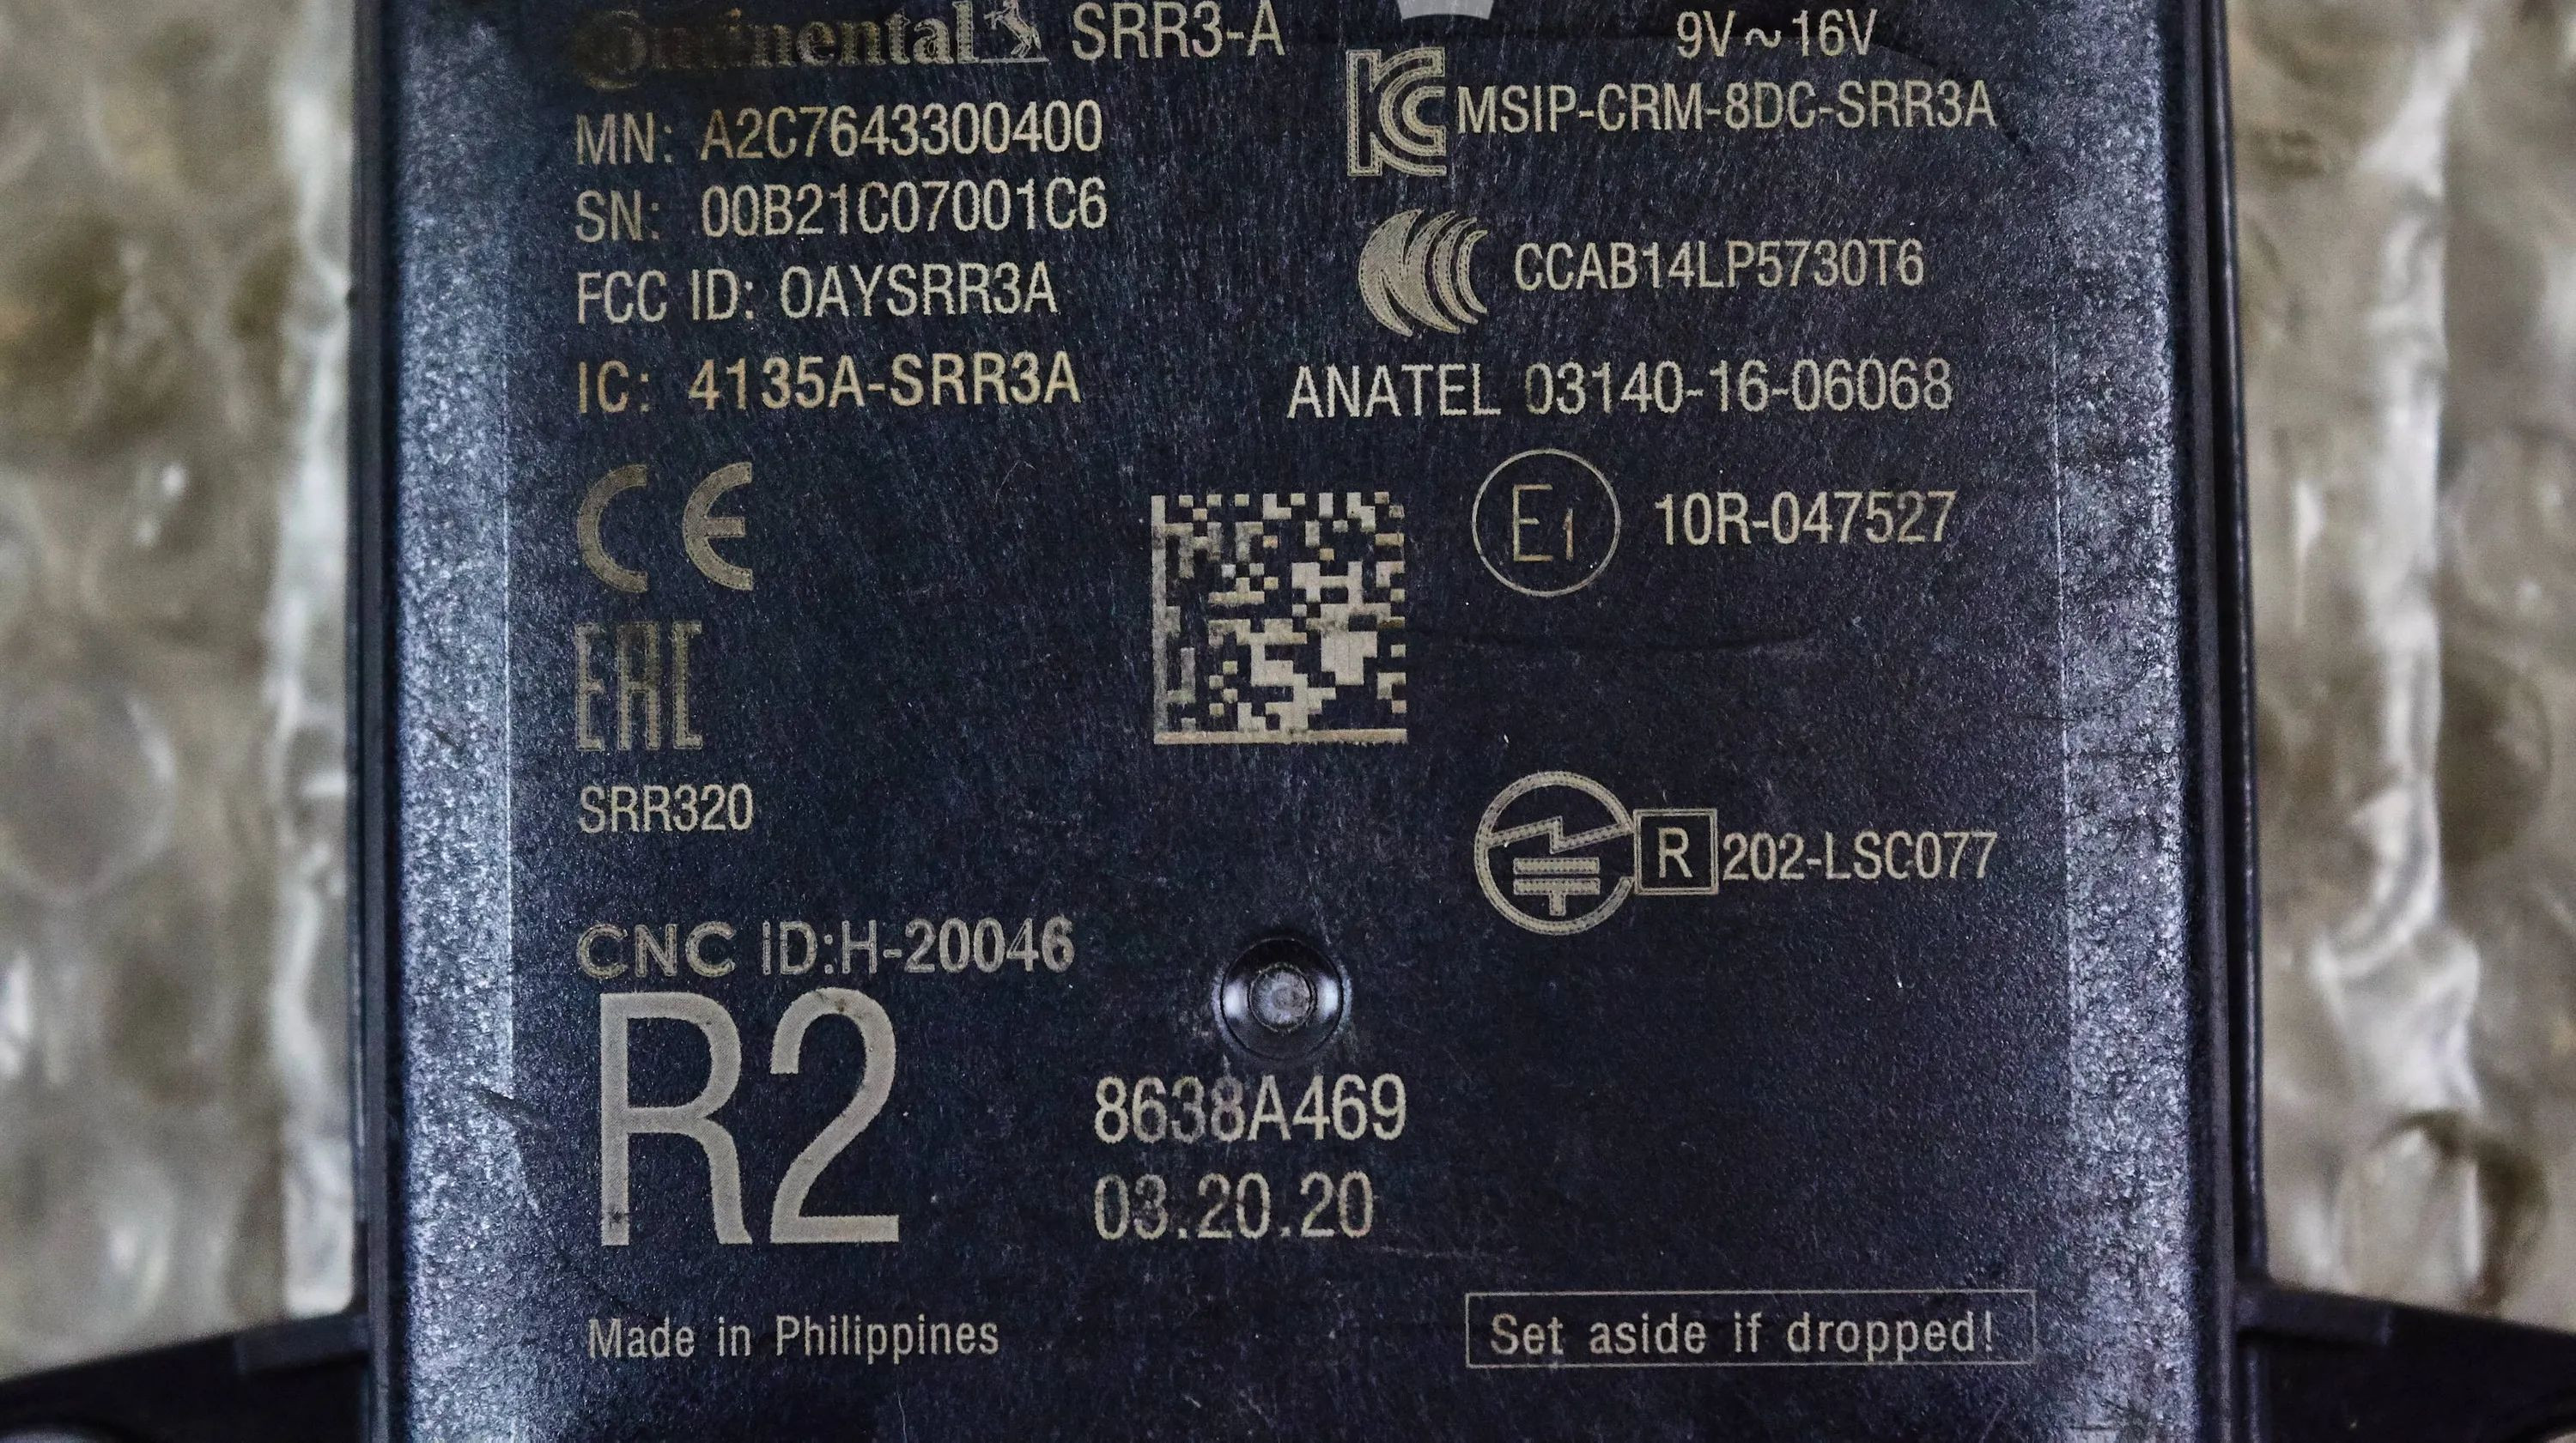 Continental SRR3-A
9V~16V
MN: A2C7643300400
MSIP-CRM-8DC-SRR3A
SN: 00B21C07001C6
CCAB14LP5730T6
FCC ID: OAYSRR3A
IC: 4135A-SRR3A
ANATEL 03140-16-06068
CE
E1 10R-047527
EAC
SRR320
R 202-LSC077
CNC ID:H-20046
R2
8638A469
03.20.20
Made in Philippines
Set aside if dropped!